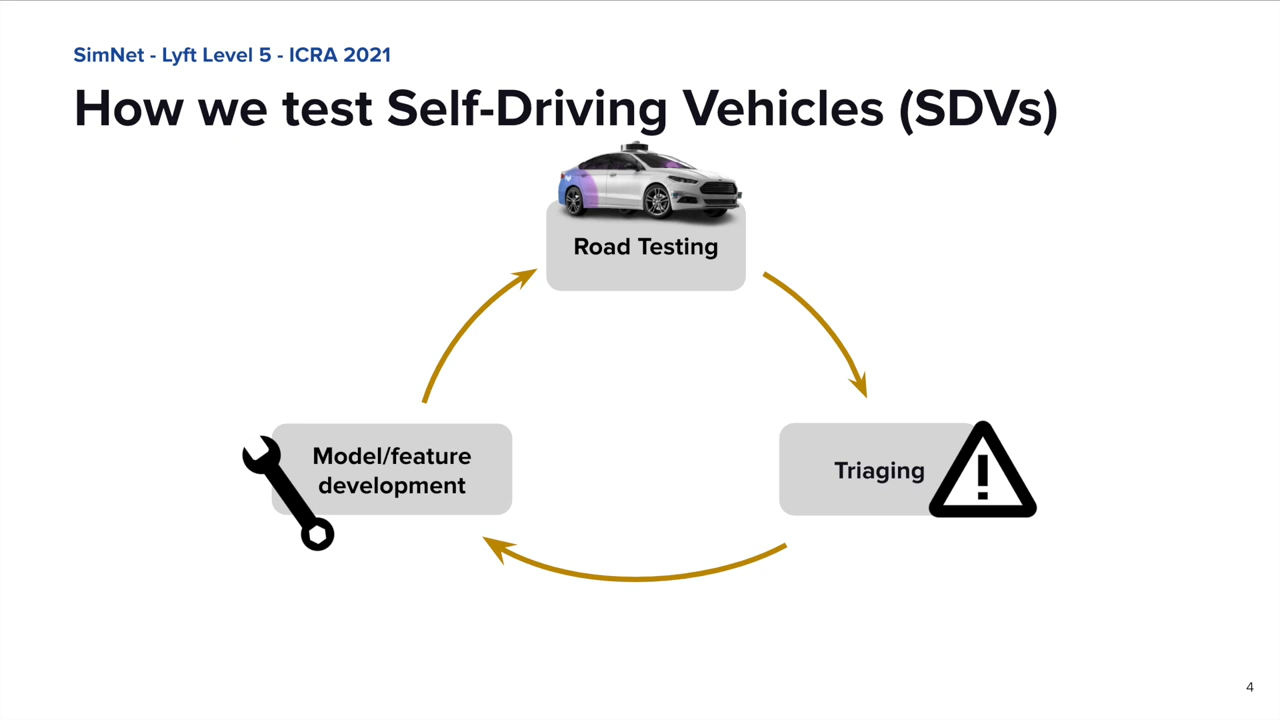 SimNet - Lyft Level 5 - ICRA 2021
How we test Self-Driving Vehicles (SDVs)
Road Testing
Model/feature
development
Triaging
4